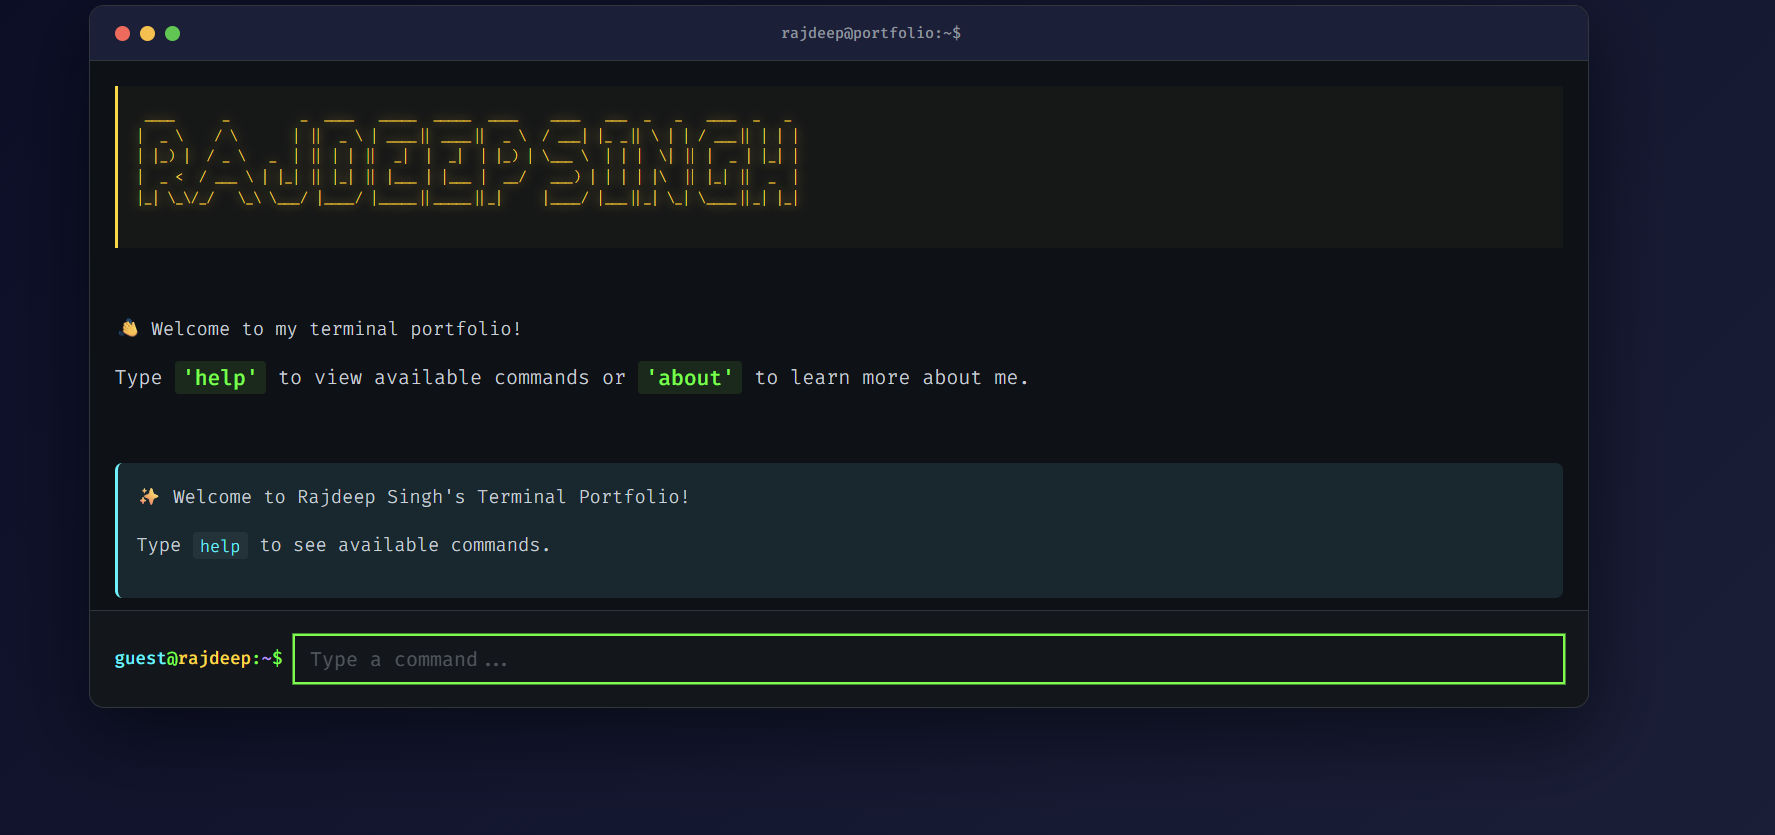 rajdeep@portfolio:~$
RAJDEEP SINGH
👋 Welcome to my terminal portfolio!
Type 'help' to view available commands or 'about' to learn more about me.
✨ Welcome to Rajdeep Singh's Terminal Portfolio!
Type help to see available commands.
guest@rajdeep:~$ Type a command...